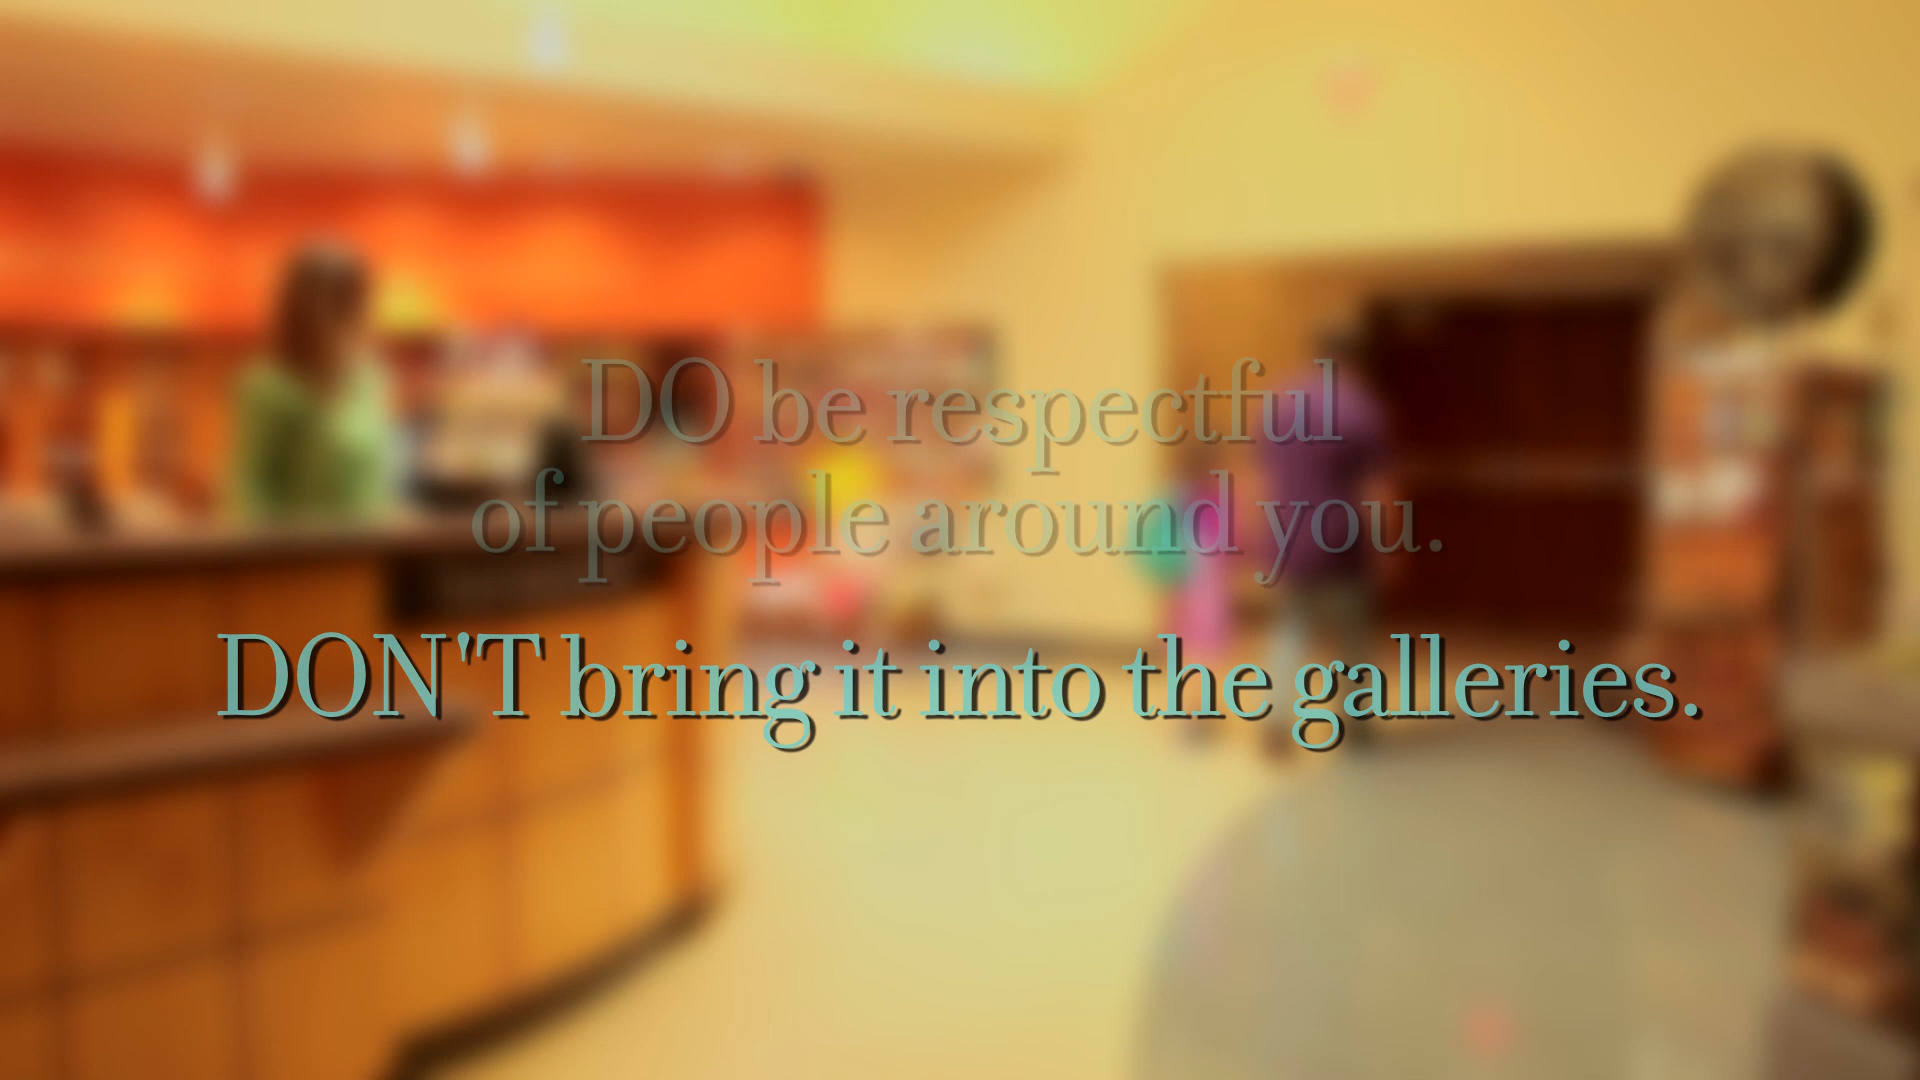 DO be respectful
of people around you.
DON'T bring it into the galleries.